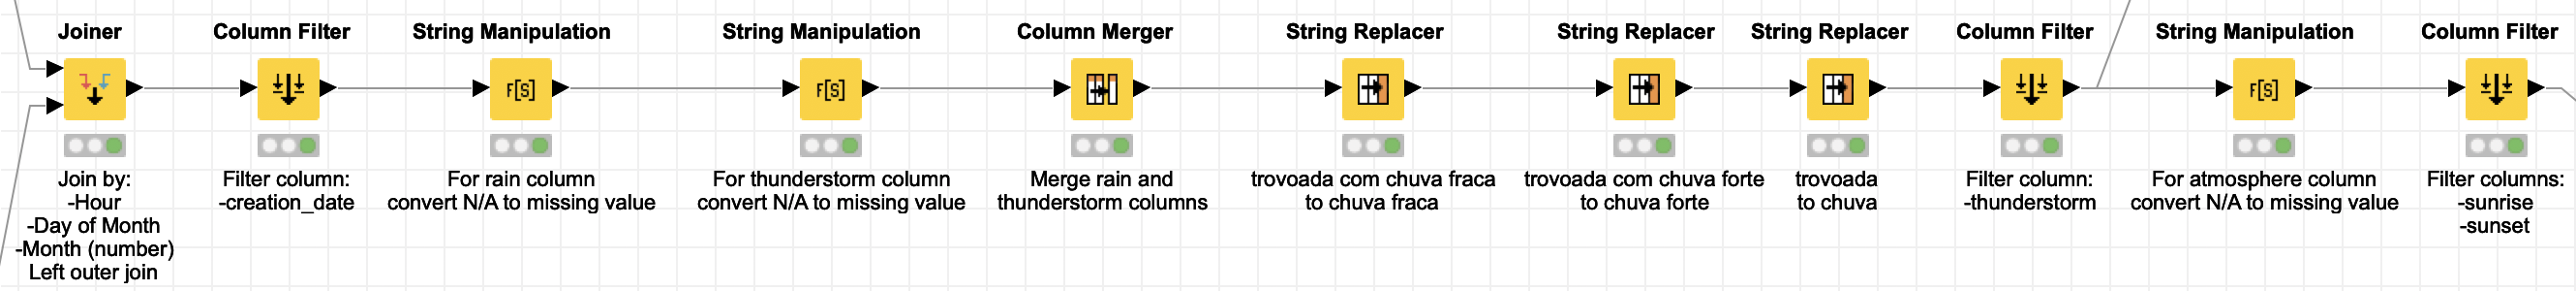 Joiner
Column Filter
String Manipulation
String Manipulation
Column Merger
String Replacer
String Replacer
String Replacer
Column Filter
String Manipulation
Column Filter
F[S]
F[S]
F[S]
Join by:
-Hour
-Day of Month
-Month (number)
Left outer join
Filter column:
-creation_date
For rain column
convert N/A to missing value
For thunderstorm column
convert N/A to missing value
Merge rain and
thunderstorm columns
trovoada com chuva fraca
to chuva fraca
trovoada com chuva forte
to chuva forte
trovoada
to chuva
Filter column:
-thunderstorm
For atmosphere column
convert N/A to missing value
Filter columns:
-sunrise
-sunset